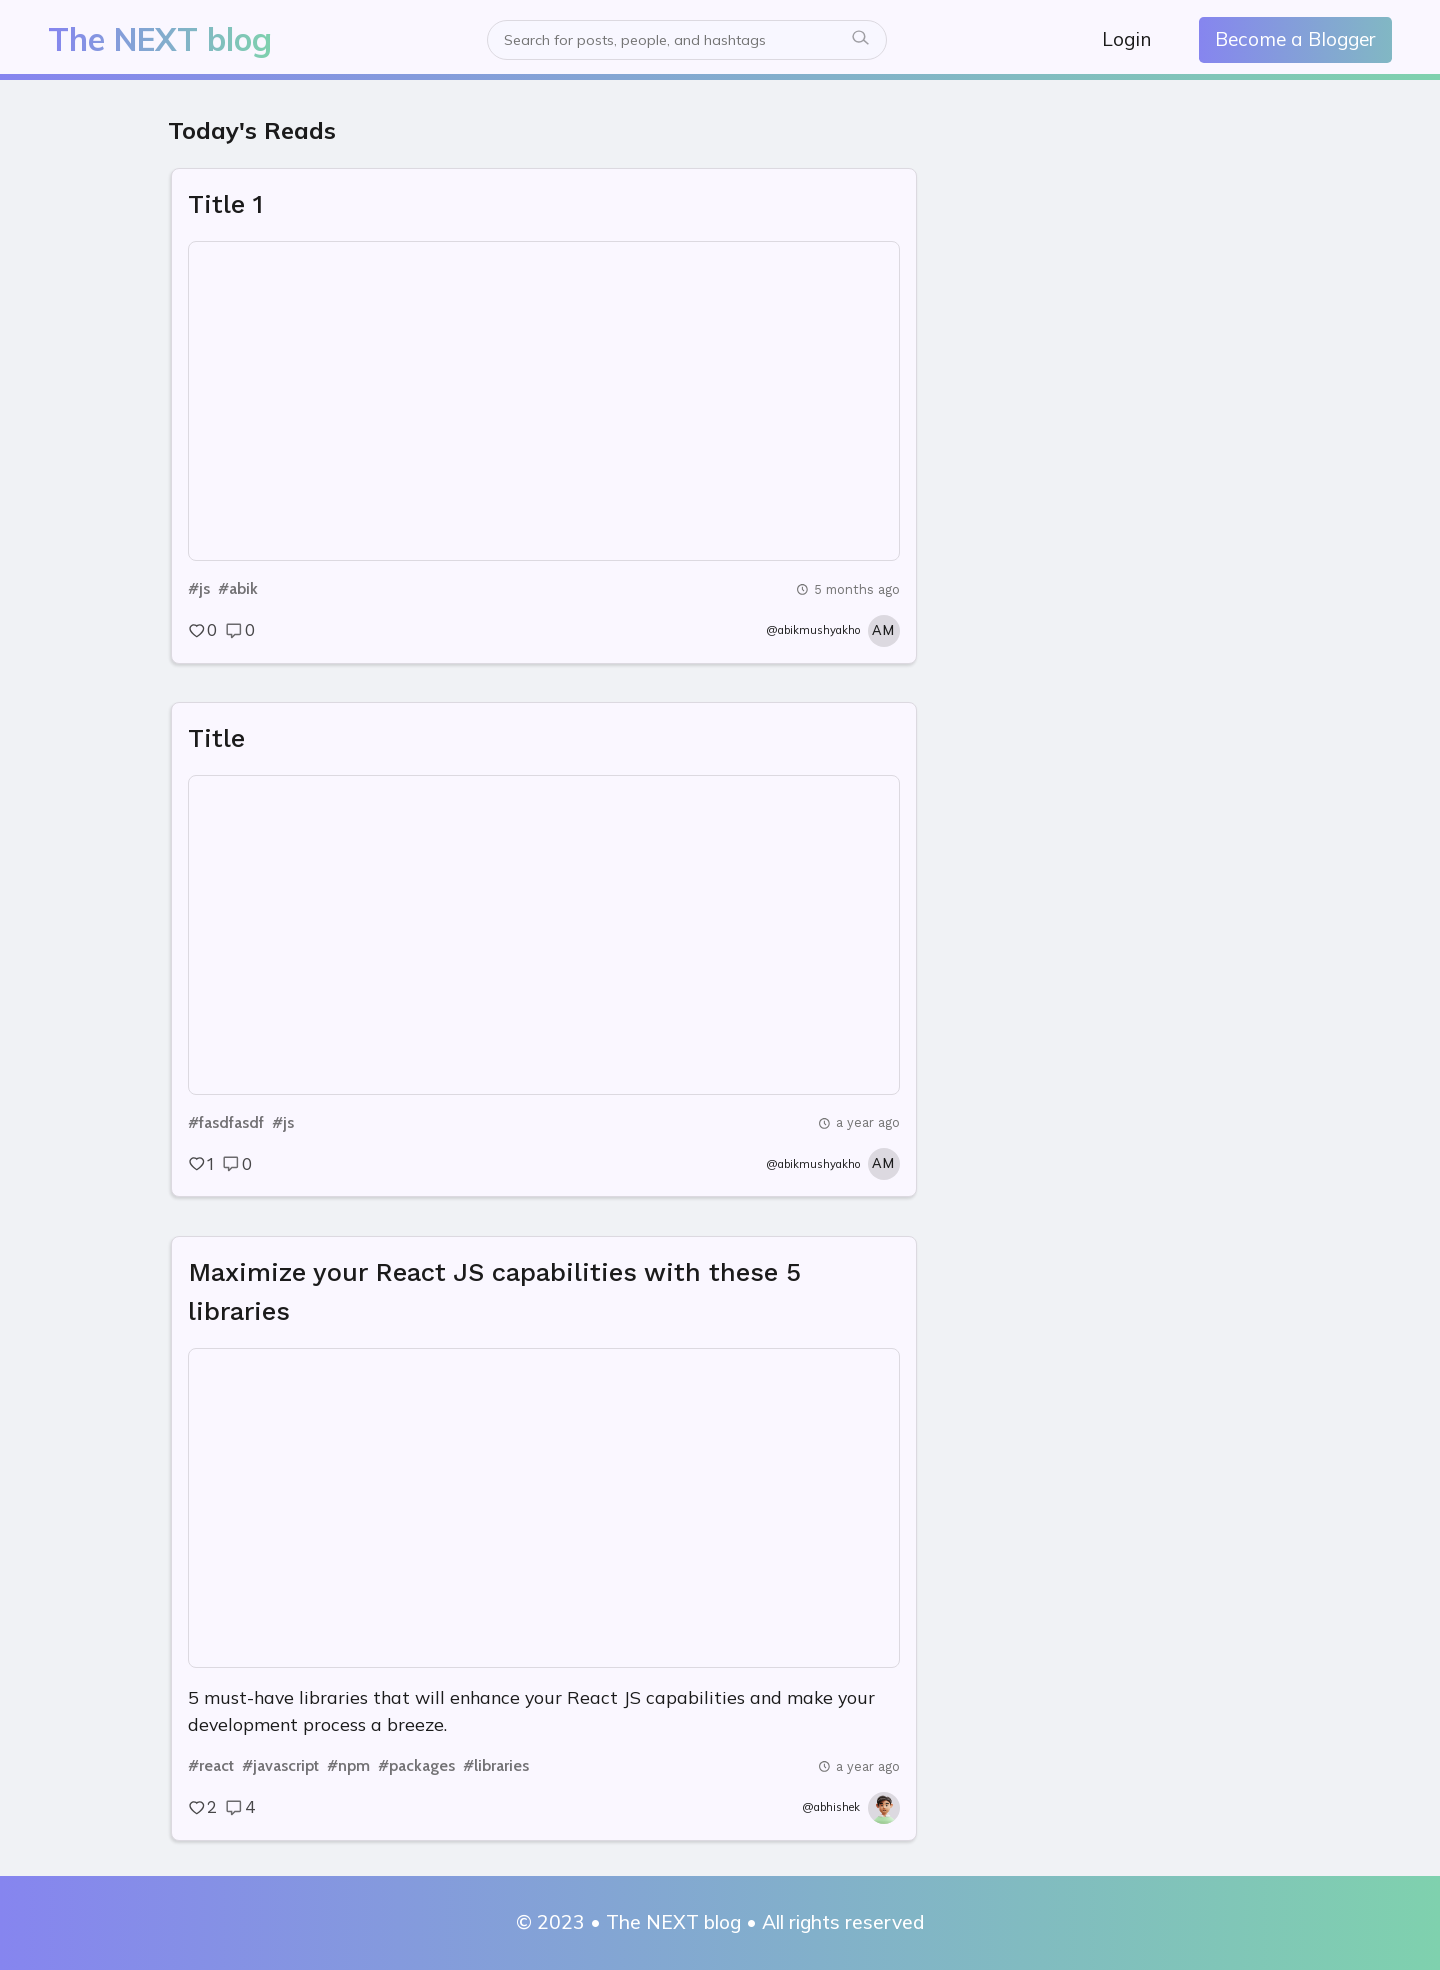 The NEXT blog
Search for posts, people, and hashtags
Login
Become a Blogger
Today's Reads
Title 1
#js #abik
5 months ago
0 0
@abikmushyakho
AM
Title
#fasdfasdf #js
a year ago
1 0
@abikmushyakho
AM
Maximize your React JS capabilities with these 5
libraries
5 must-have libraries that will enhance your React JS capabilities and make your
development process a breeze.
#react #javascript #npm #packages #libraries
a year ago
2 4
@abhishek
© 2023 • The NEXT blog • All rights reserved